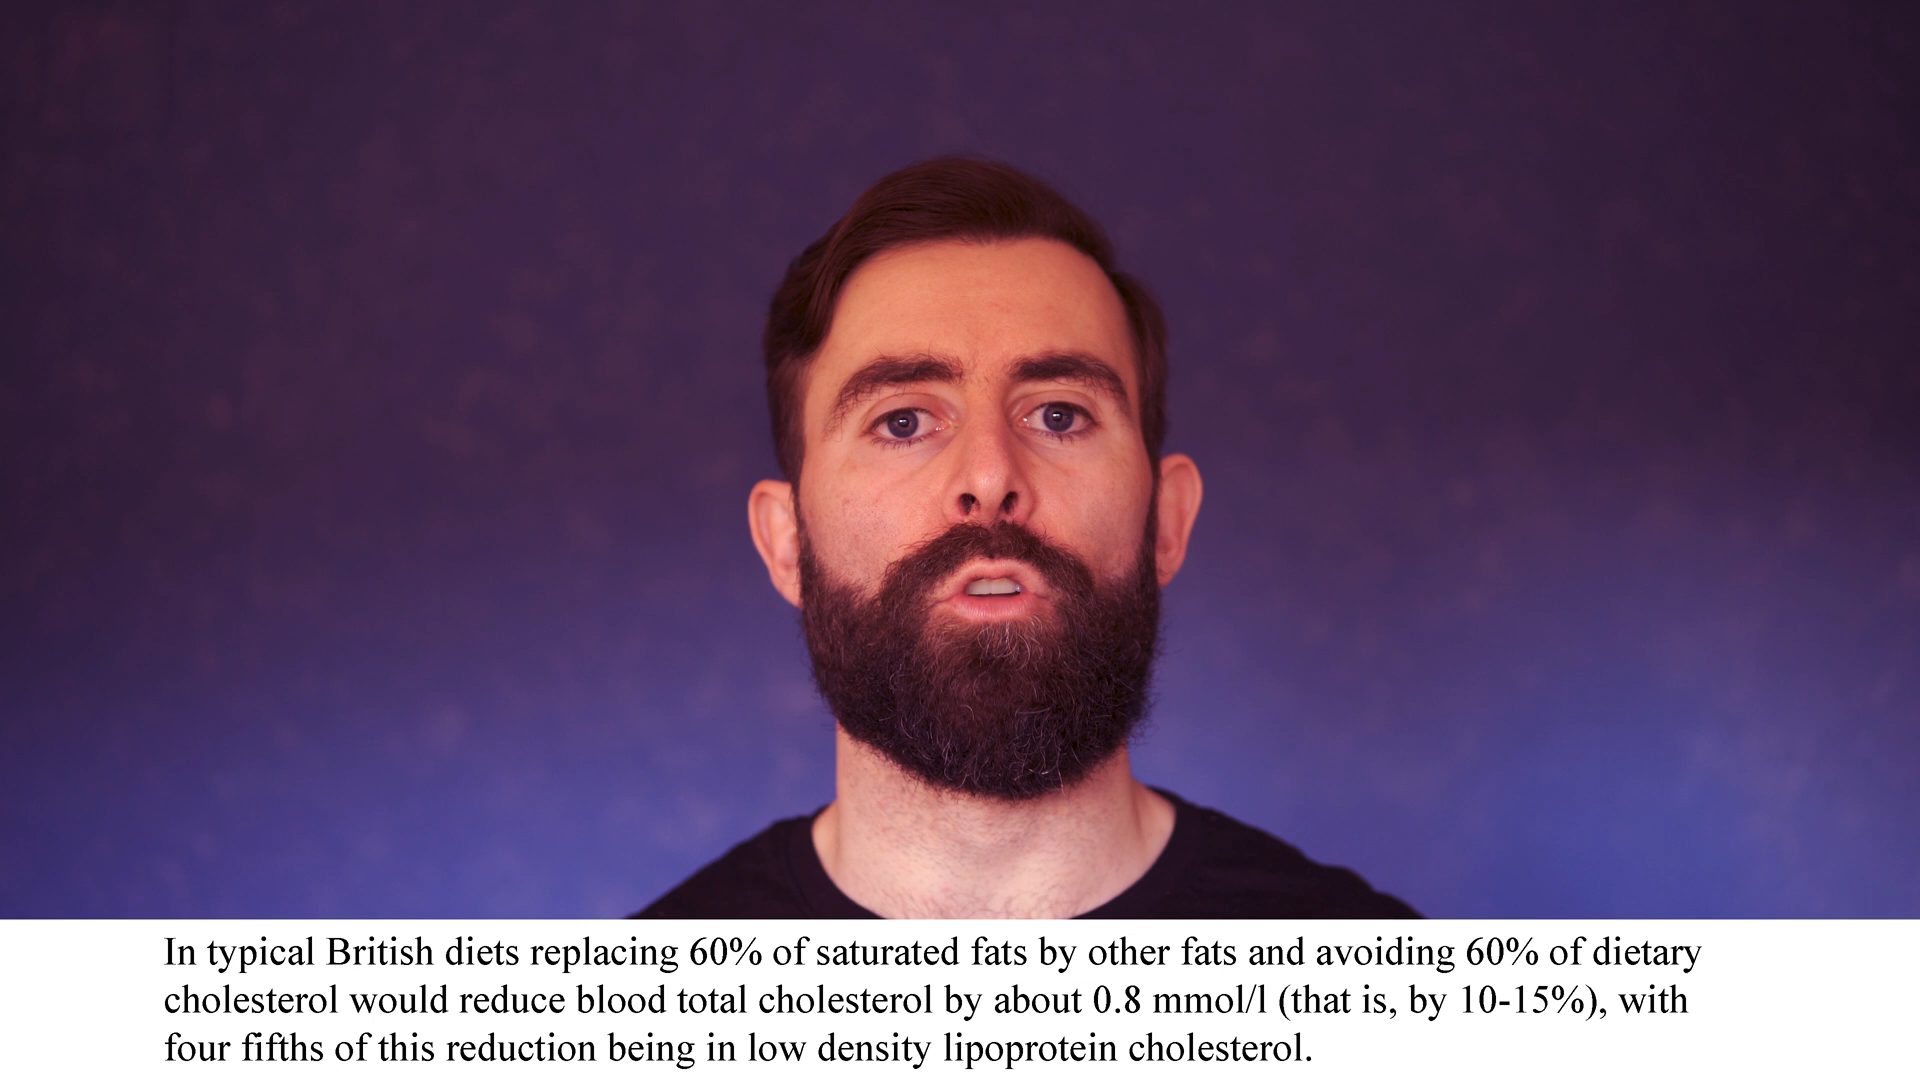 In typical British diets replacing 60% of saturated fats by other fats and avoiding 60% of dietary
cholesterol would reduce blood total cholesterol by about 0.8 mmol/l (that is, by 10-15%), with
four fifths of this reduction being in low density lipoprotein cholesterol.